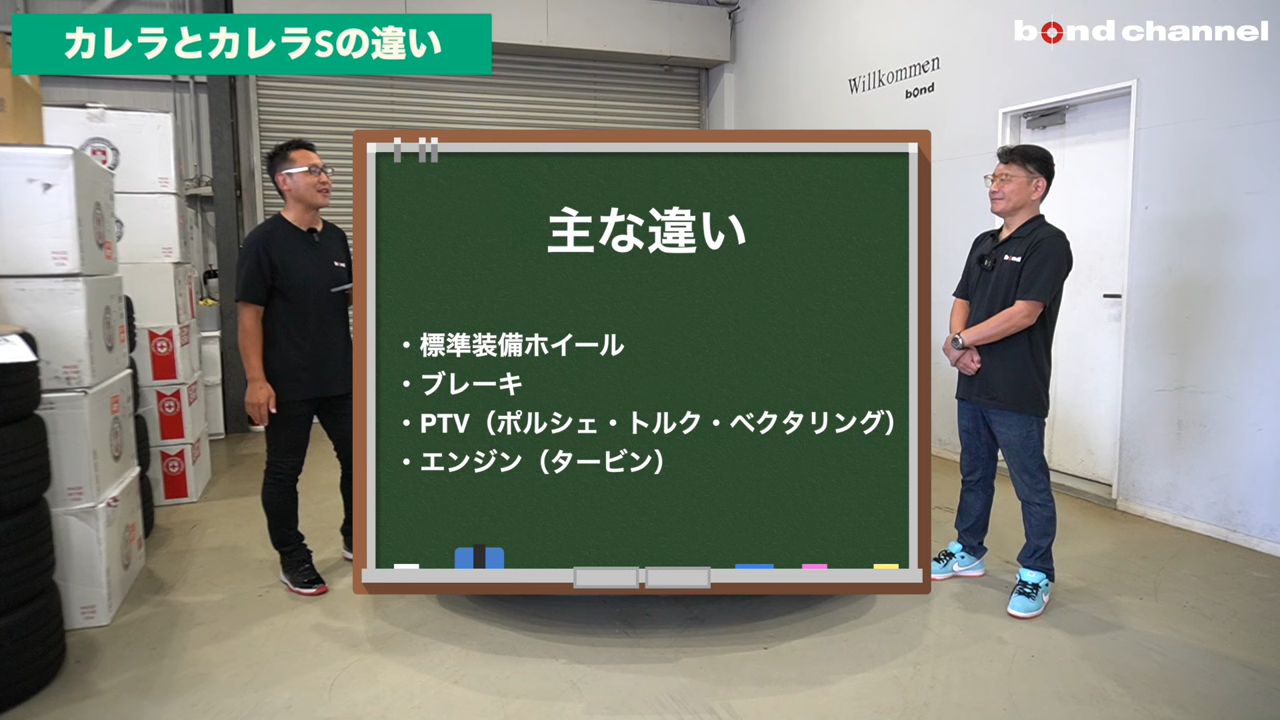 カレラとカレラSの違い
bond channel
Willkommen
bond
主な違い
・標準装備ホイール
・ブレーキ
・PTV（ポルシェ・トルク・ベクタリング）
・エンジン（タービン）
bond